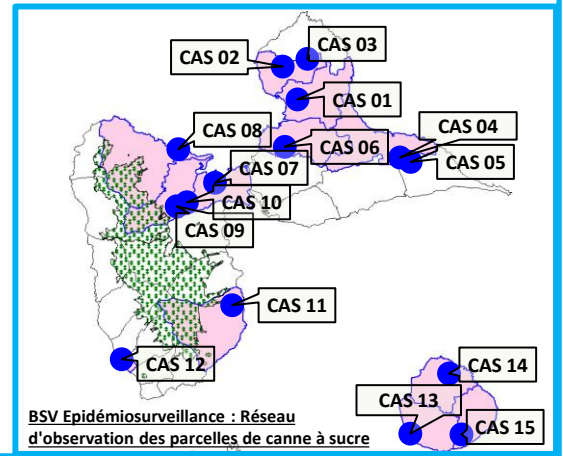 CAS 03
CAS 02
CAS 01
CAS 04
CAS 08
CAS 06
CAS 05
CAS 07
CAS 10
CAS 09
CAS 11
CAS 12
CAS 14
CAS 13
CAS 15
BSV Epidémiosurveillance : Réseau
d'observation des parcelles de canne à sucre